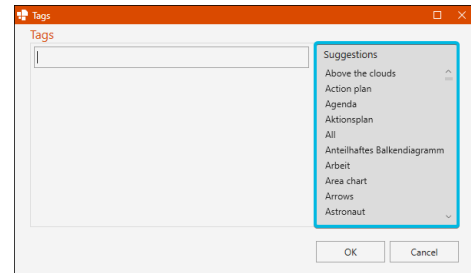 Tags
Tags
Suggestions
Above the clouds
Action plan
Agenda
Aktionsplan
All
Anteilhaftes Balkendiagramm
Arbeit
Area chart
Arrows
Astronaut
OK
Cancel